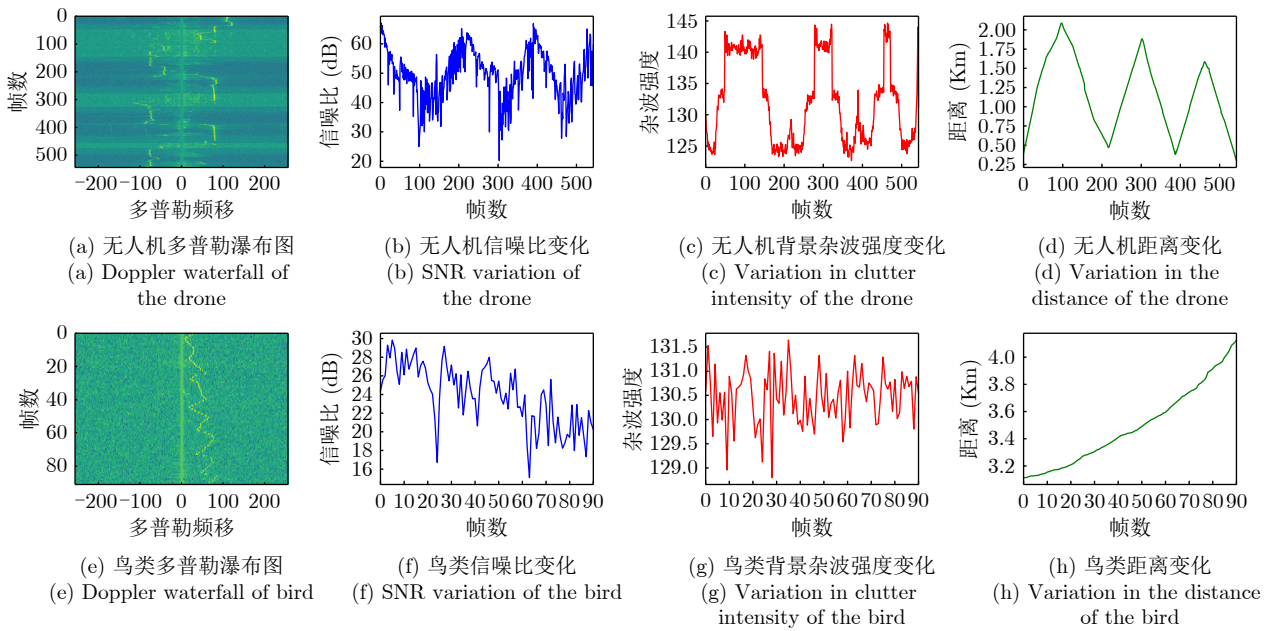 0
100
200
300
400
500
帧数
−200
−100
0
100
200
多普勒频移
(a) 无人机多普勒瀑布图
(a) Doppler waterfall of
the drone
60
50
40
30
20
信噪比 (dB)
0
100
200
300
400
500
帧数
(b) 无人机信噪比变化
(b) SNR variation of
the drone
145
140
135
130
125
杂波强度
0
100
200
300
400
500
帧数
(c) 无人机背景杂波强度变化
(c) Variation in clutter
intensity of the drone
2.00
1.75
1.50
1.25
1.00
0.75
0.50
0.25
距离 (Km)
0
100
200
300
400
500
帧数
(d) 无人机距离变化
(d) Variation in the
distance of the drone
0
20
40
60
80
帧数
−200
−100
0
100
200
多普勒频移
(e) 鸟类多普勒瀑布图
(e) Doppler waterfall of bird
30
28
26
24
22
20
18
16
信噪比 (dB)
0
10
20
30
40
50
60
70
80
90
帧数
(f) 鸟类信噪比变化
(f) SNR variation of the bird
131.5
131.0
130.5
130.0
129.5
129.0
杂波强度
0
10
20
30
40
50
60
70
80
90
帧数
(g) 鸟类背景杂波强度变化
(g) Variation in clutter
intensity of the bird
4.0
3.8
3.6
3.4
3.2
距离 (Km)
0
10
20
30
40
50
60
70
80
90
帧数
(h) 鸟类距离变化
(h) Variation in the distance
of the bird